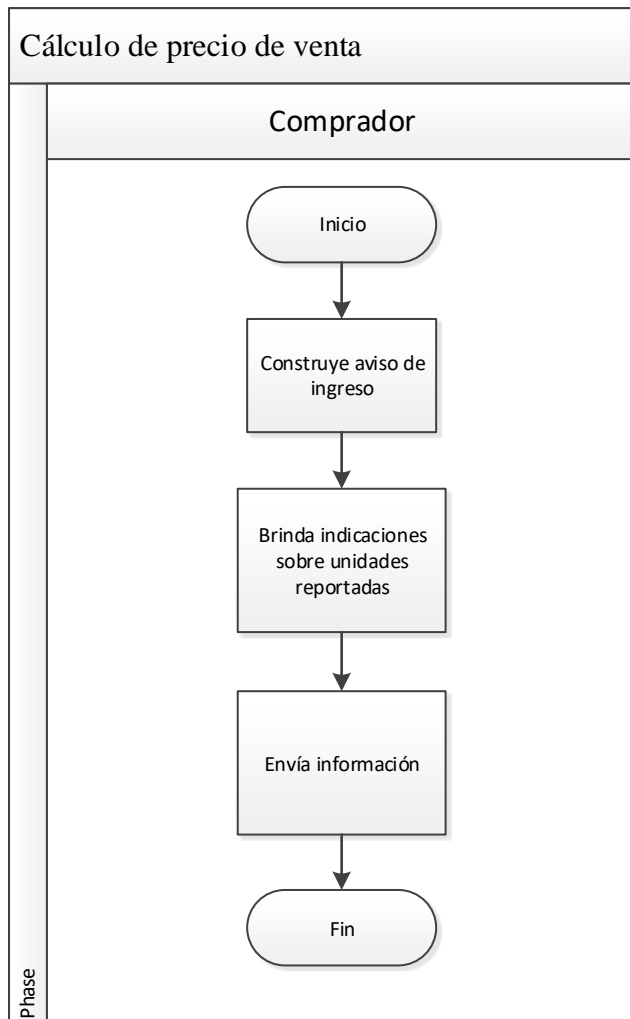 Cálculo de precio de venta
Comprador
Inicio
Construye aviso de
ingreso
Brinda indicaciones
sobre unidades
reportadas
Envía información
Fin
Phase